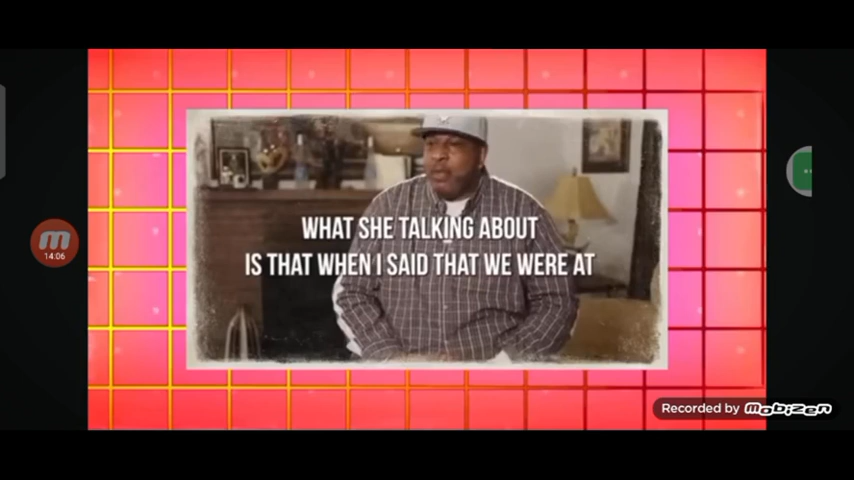 WHAT SHE TALKING ABOUT
IS THAT WHEN I SAID THAT WE WERE AT
14:06
Recorded by mobizen